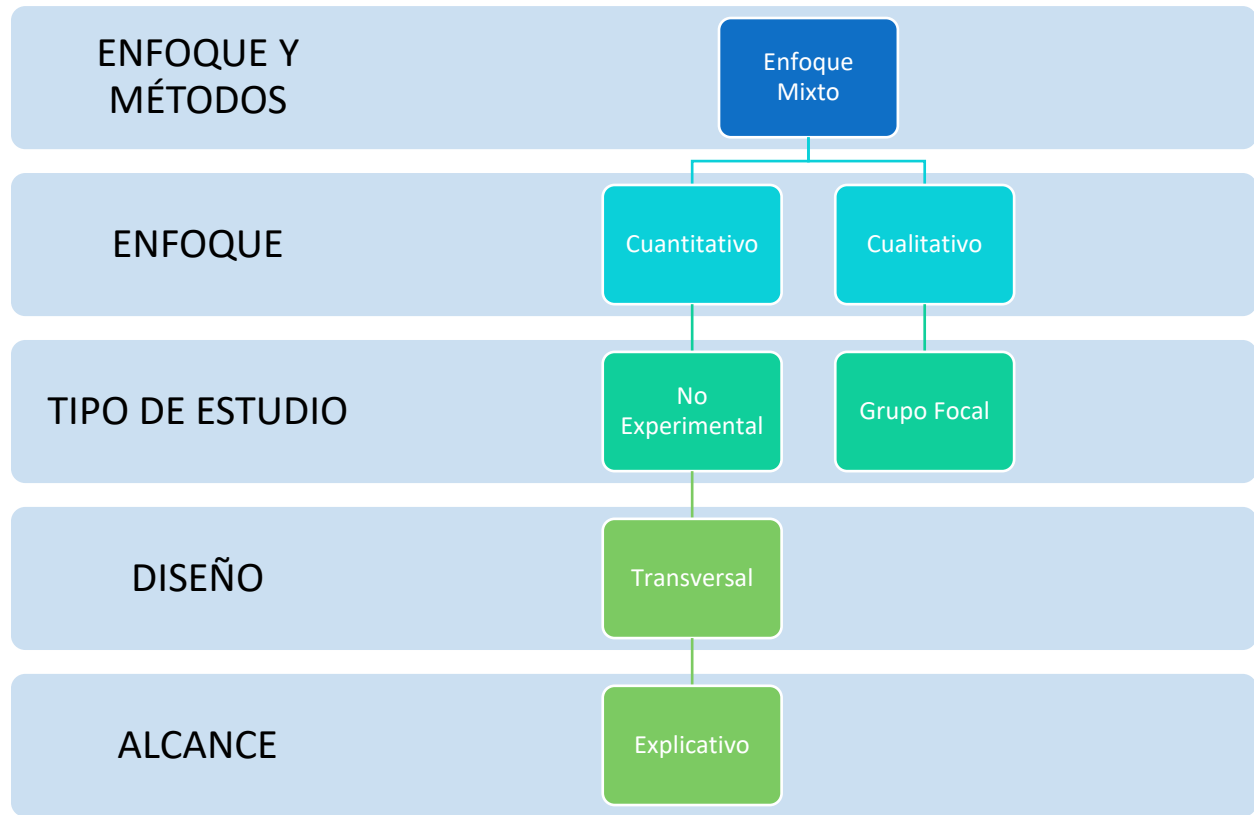 ENFOQUE Y
MÉTODOS
Enfoque
Mixto
ENFOQUE
Cuantitativo
Cualitativo
TIPO DE ESTUDIO
No
Experimental
Grupo Focal
DISEÑO
Transversal
ALCANCE
Explicativo